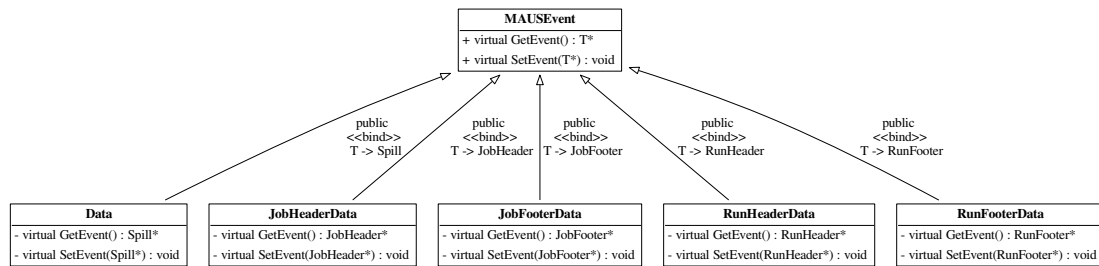 MAUSEvent
+ virtual GetEvent() : T*
+ virtual SetEvent(T*) : void
public
<<bind>>
T -> Spill
public
<<bind>>
T -> JobHeader
public
<<bind>>
T -> JobFooter
public
<<bind>>
T -> RunHeader
public
<<bind>>
T -> RunFooter
Data
- virtual GetEvent() : Spill*
- virtual SetEvent(Spill*) : void
JobHeaderData
- virtual GetEvent() : JobHeader*
- virtual SetEvent(JobHeader*) : void
JobFooterData
- virtual GetEvent() : JobFooter*
- virtual SetEvent(JobFooter*) : void
RunHeaderData
- virtual GetEvent() : RunHeader*
- virtual SetEvent(RunHeader*) : void
RunFooterData
- virtual GetEvent() : RunFooter*
- virtual SetEvent(RunFooter*) : void